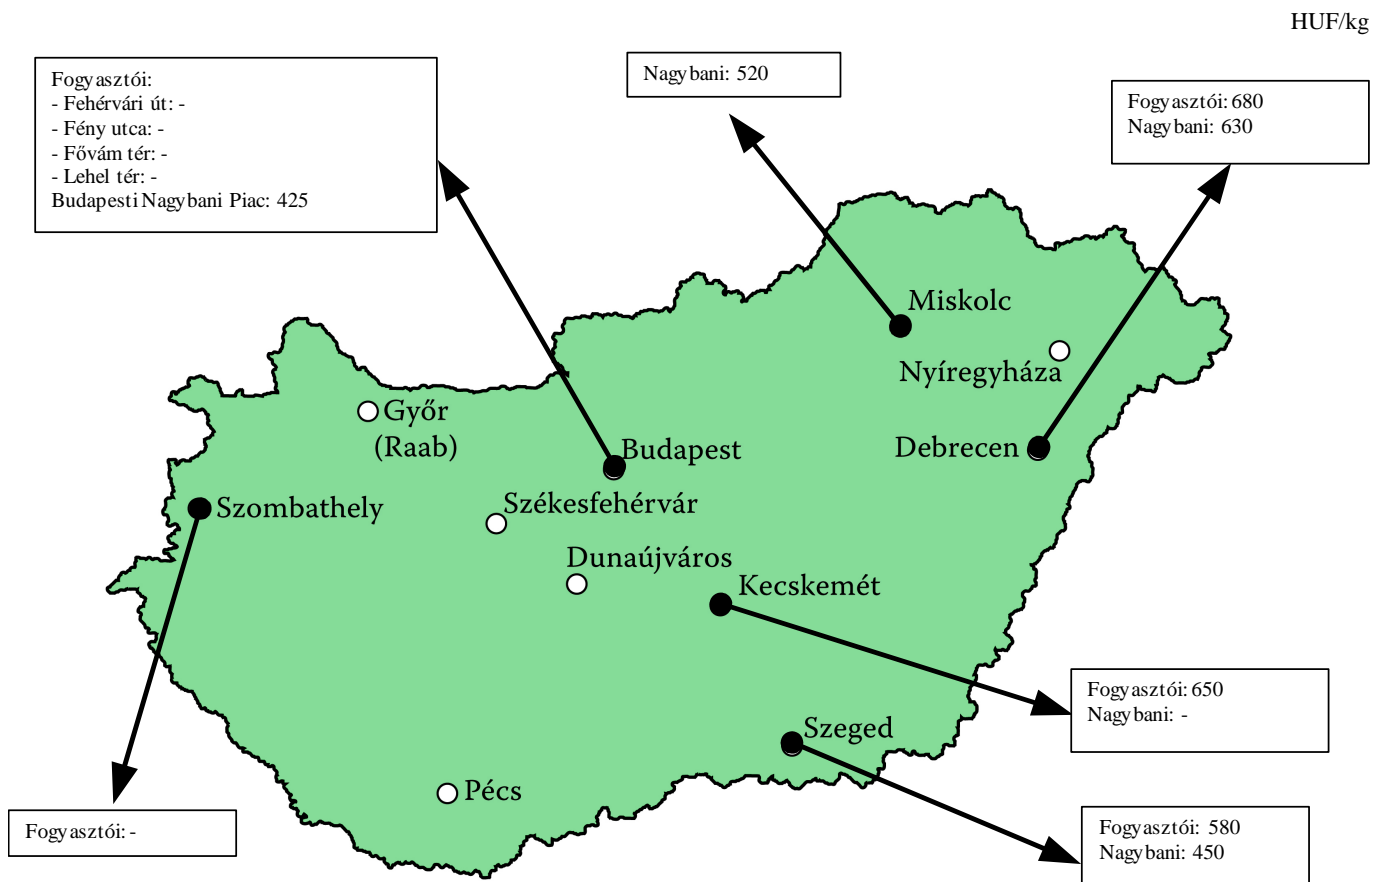 HUF/kg
Fogyasztói:
- Fehérvári út: -
- Fény utca: -
- Fővám tér: -
- Lehel tér: -
Budapesti Nagybani Piac: 425
Nagybani: 520
Fogyasztói: 680
Nagybani: 630
Miskolc
Nyíregyháza
Győr
(Raab)
Budapest
Debrecen
Szombathely
Székesfehérvár
Dunaújváros
Kecskemét
Fogyasztói: 650
Nagybani: -
Szeged
Pécs
Fogyasztói: -
Fogyasztói: 580
Nagybani: 450